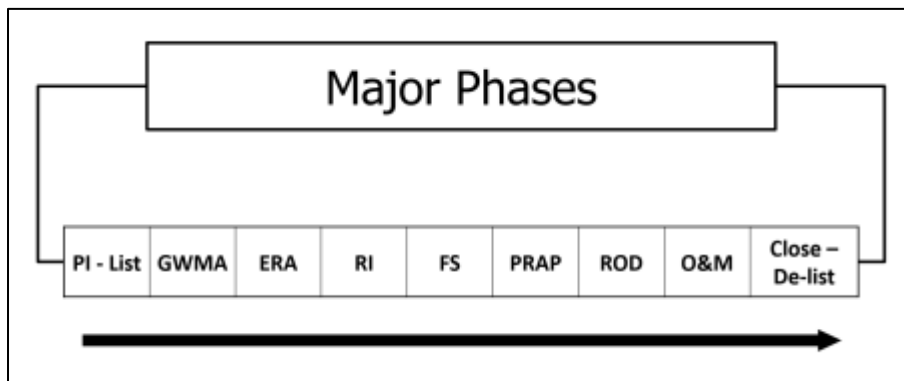 Major Phases
PI - List GWMA ERA RI FS PRAP ROD O&M Close –
De-list